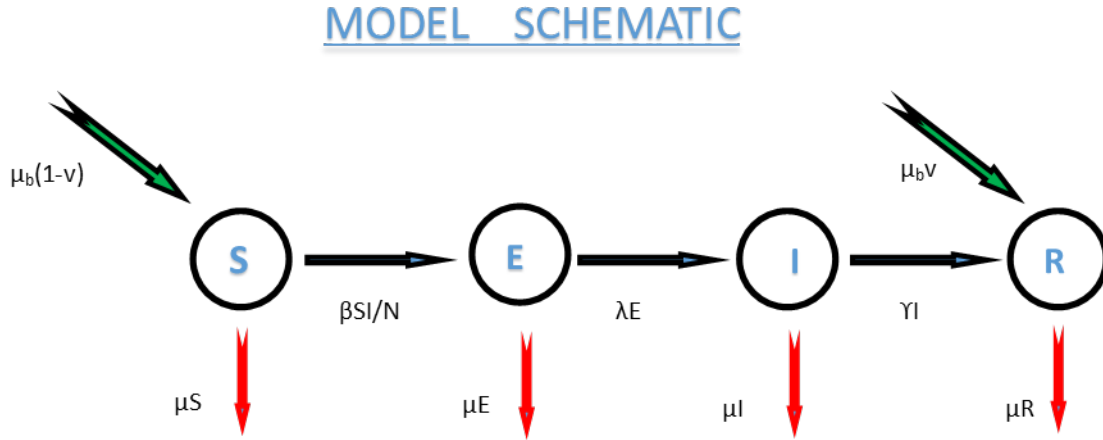 MODEL SCHEMATIC
μb(1-v)
μbv
S
E
I
R
βSI/N
λE
ϒI
μS
μE
μI
μR